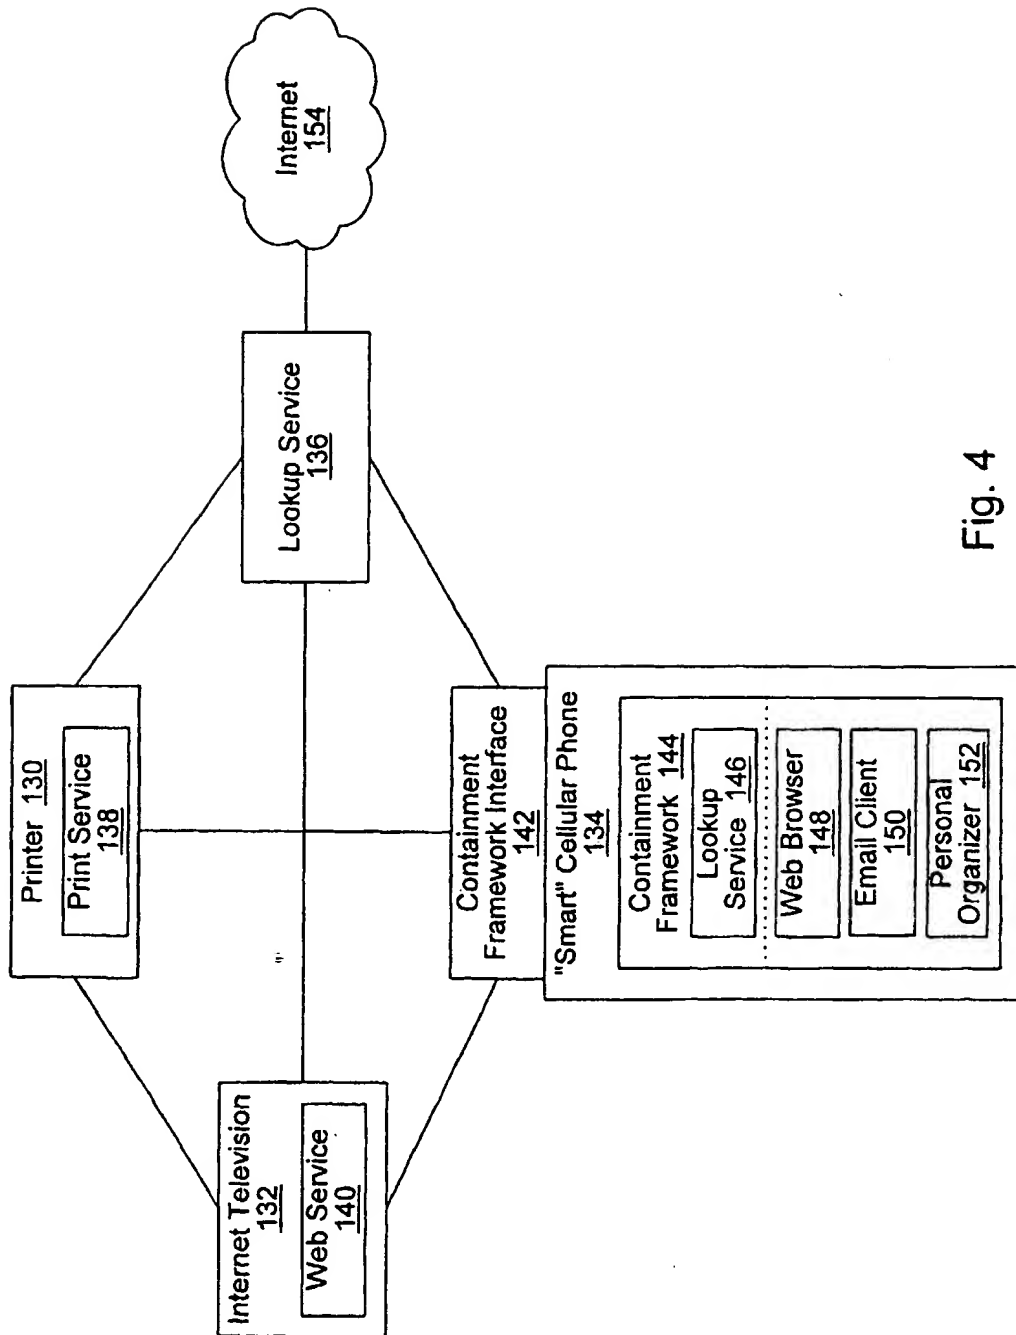 Printer 130
Print Service
138
Internet Television
132
Web Service
140
Lookup Service
136
Internet
154
Containment
Framework Interface
142
"Smart" Cellular Phone
134
Containment
Framework 144
Lookup
Service 146
Web Browser
148
Email Client
150
Personal
Organizer 152
Fig. 4